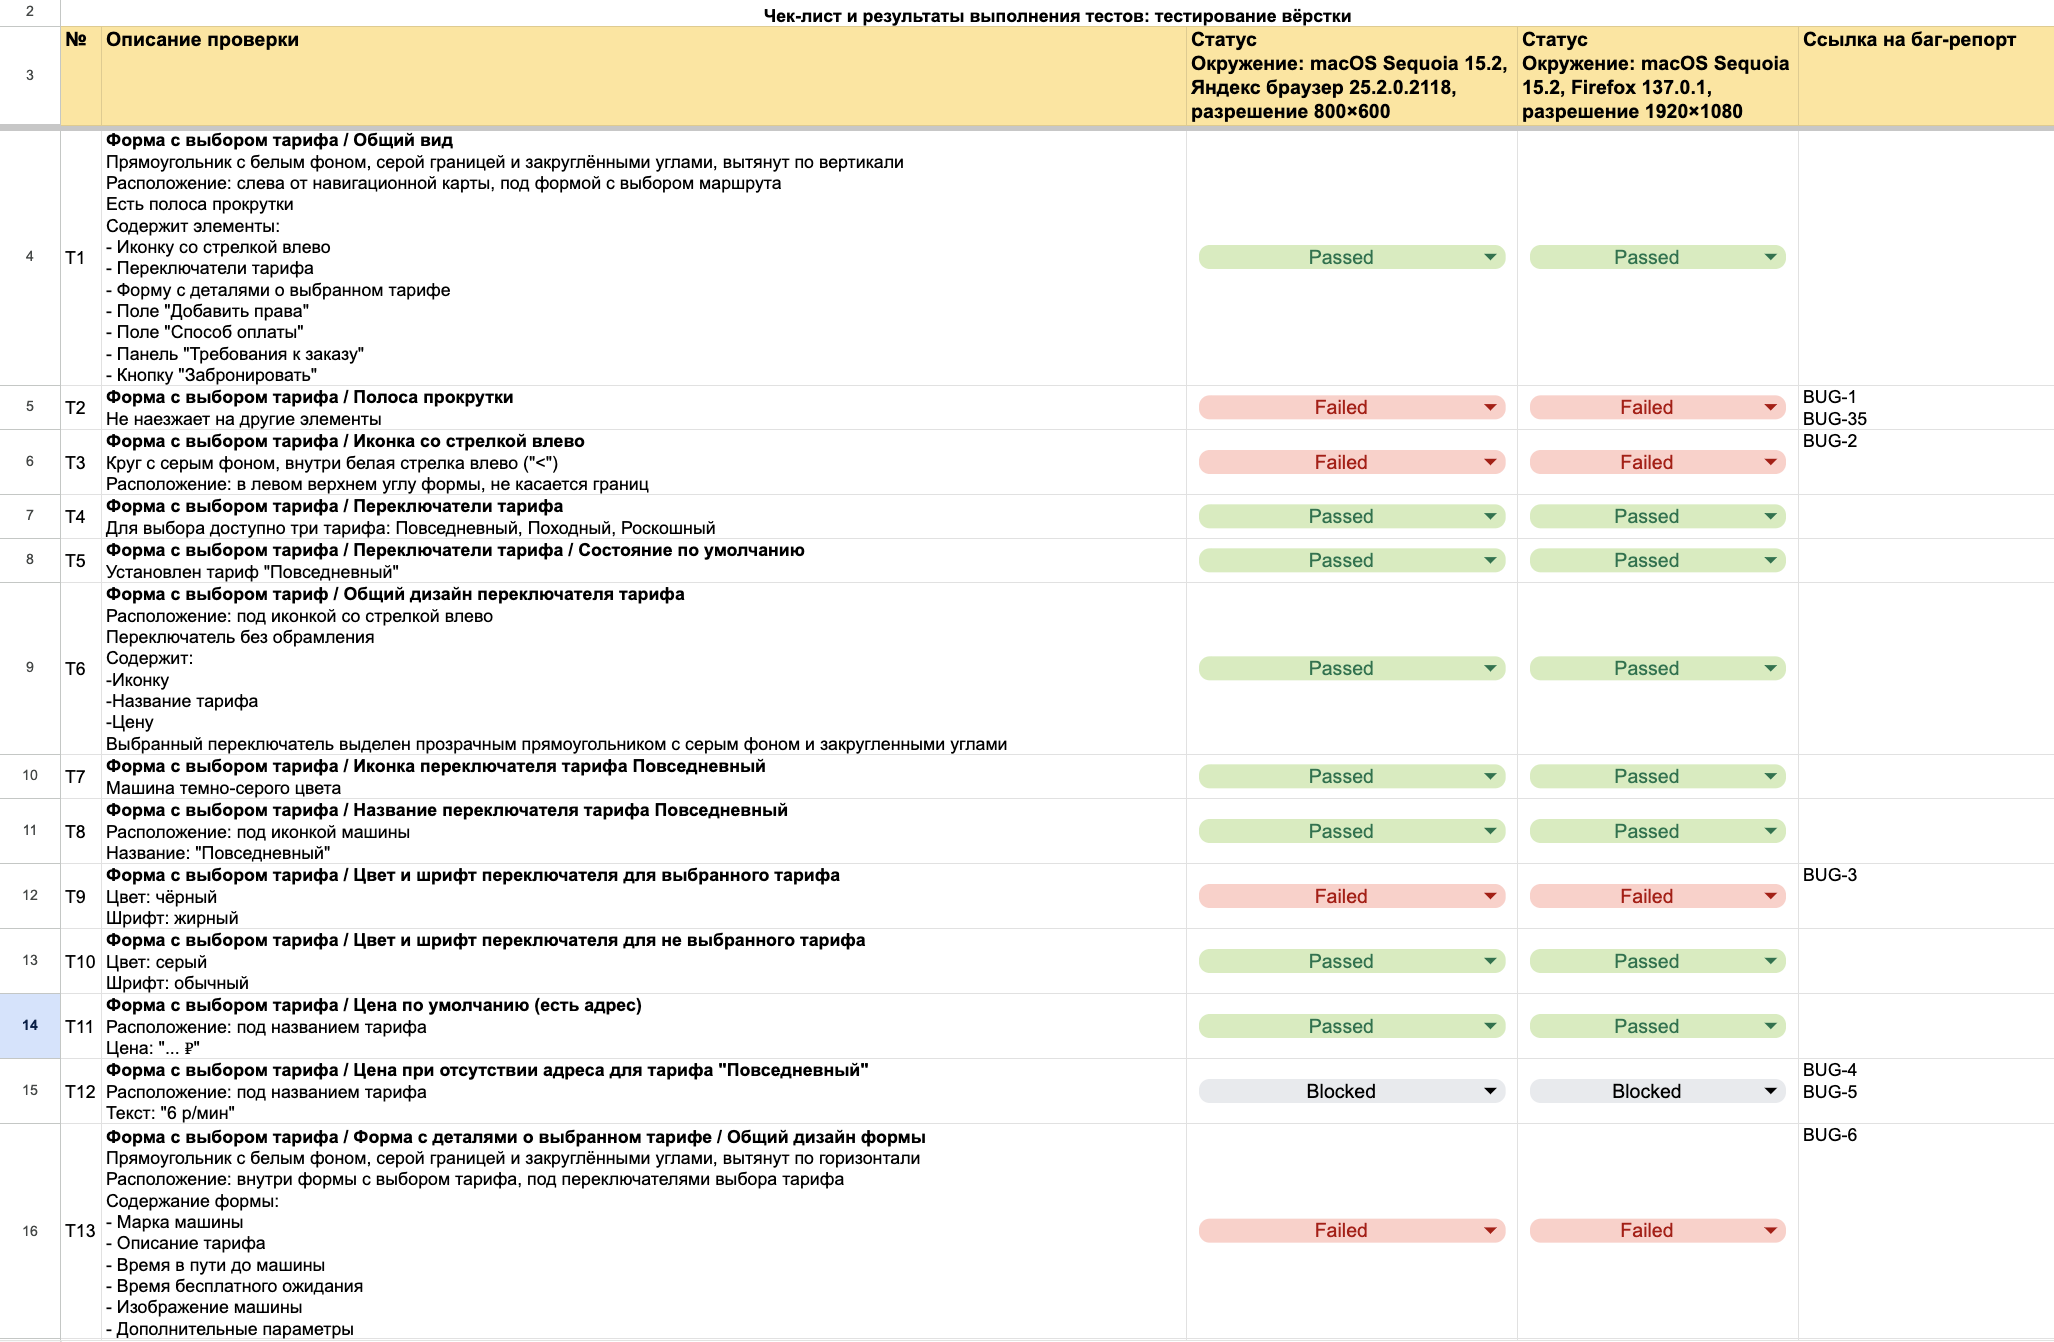 2
Чек-лист и результаты выполнения тестов: тестирование вёрстки
3
№
Описание проверки
Статус
Окружение: macOS Sequoia 15.2,
Яндекс браузер 25.2.0.2118,
разрешение 800×600
Статус
Окружение: macOS Sequoia
15.2, Firefox 137.0.1,
разрешение 1920×1080
Ссылка на баг-репорт
4
T1
Форма с выбором тарифа / Общий вид
Прямоугольник с белым фоном, серой границей и закруглёнными углами, вытянут по вертикали
Расположение: слева от навигационной карты, под формой с выбором маршрута
Есть полоса прокрутки
Содержит элементы:
- Иконку со стрелкой влево
- Переключатели тарифа
- Форму с деталями о выбранном тарифе
- Поле "Добавить права"
- Поле "Способ оплаты"
- Панель "Требования к заказу"
- Кнопку "Забронировать"
Passed
Passed
5
T2
Форма с выбором тарифа / Полоса прокрутки
Не наезжает на другие элементы
Failed
Failed
BUG-1
BUG-35
6
T3
Форма с выбором тарифа / Иконка со стрелкой влево
Круг с серым фоном, внутри белая стрелка влево ("<")
Расположение: в левом верхнем углу формы, не касается границ
Failed
Failed
BUG-2
7
T4
Форма с выбором тарифа / Переключатели тарифа
Для выбора доступно три тарифа: Повседневный, Походный, Роскошный
Passed
Passed
8
T5
Форма с выбором тарифа / Переключатели тарифа / Состояние по умолчанию
Установлен тариф "Повседневный"
Passed
Passed
9
T6
Форма с выбором тариф / Общий дизайн переключателя тарифа
Расположение: под иконкой со стрелкой влево
Переключатель без обрамления
Содержит:
-Иконку
-Название тарифа
-Цену
Выбранный переключатель выделен прозрачным прямоугольником с серым фоном и закругленными углами
Passed
Passed
10
T7
Форма с выбором тарифа / Иконка переключателя тарифа Повседневный
Машина темно-серого цвета
Passed
Passed
11
T8
Форма с выбором тарифа / Название переключателя тарифа Повседневный
Расположение: под иконкой машины
Название: "Повседневный"
Passed
Passed
12
T9
Форма с выбором тарифа / Цвет и шрифт переключателя для выбранного тарифа
Цвет: чёрный
Шрифт: жирный
Failed
Failed
BUG-3
13
T10
Форма с выбором тарифа / Цвет и шрифт переключателя для не выбранного тарифа
Цвет: серый
Шрифт: обычный
Passed
Passed
14
T11
Форма с выбором тарифа / Цена по умолчанию (есть адрес)
Расположение: под названием тарифа
Цена: "... ₽"
Passed
Passed
15
T12
Форма с выбором тарифа / Цена при отсутствии адреса для тарифа "Повседневный"
Расположение: под названием тарифа
Текст: "6 р/мин"
Blocked
Blocked
BUG-4
BUG-5
16
T13
Форма с выбором тарифа / Форма с деталями о выбранном тарифе / Общий дизайн формы
Прямоугольник с белым фоном, серой границей и закруглёнными углами, вытянут по горизонтали
Расположение: внутри формы с выбором тарифа, под переключателями выбора тарифа
Содержание формы:
- Марка машины
- Описание тарифа
- Время в пути до машины
- Время бесплатного ожидания
- Изображение машины
- Дополнительные параметры
Failed
Failed
BUG-6